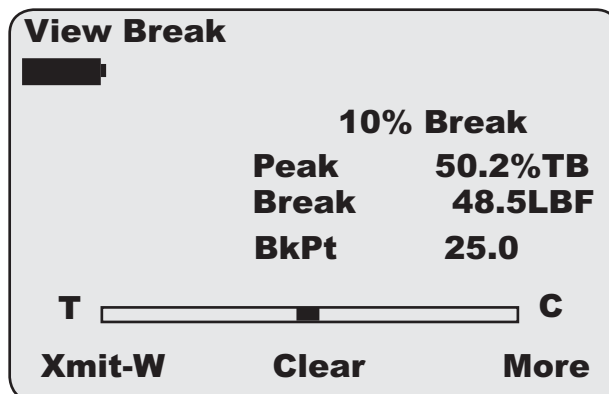 View Break
10% Break
Peak 50.2%TB
Break 48.5LBF
BkPt 25.0
T C
Xmit-W Clear More